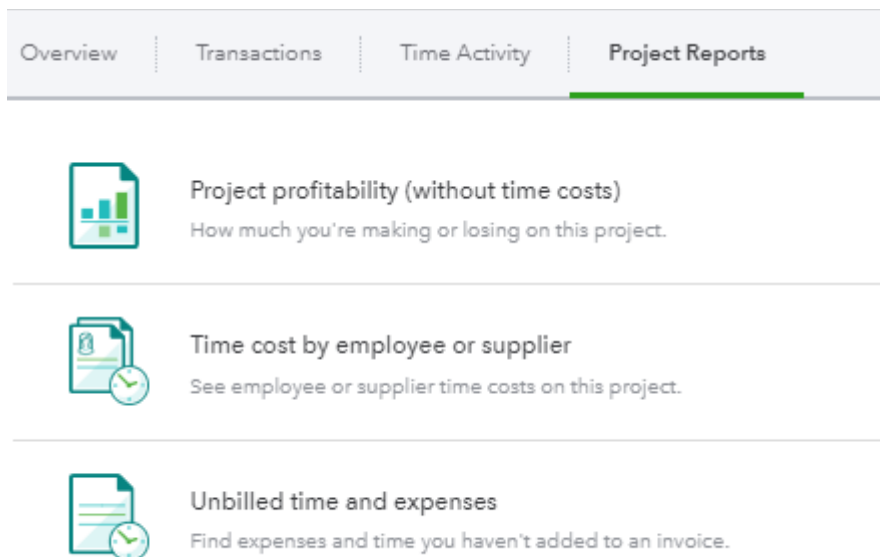 Overview Transactions Time Activity Project Reports
Project profitability (without time costs)
How much you're making or losing on this project.
Time cost by employee or supplier
See employee or supplier time costs on this project.
Unbilled time and expenses
Find expenses and time you haven't added to an invoice.